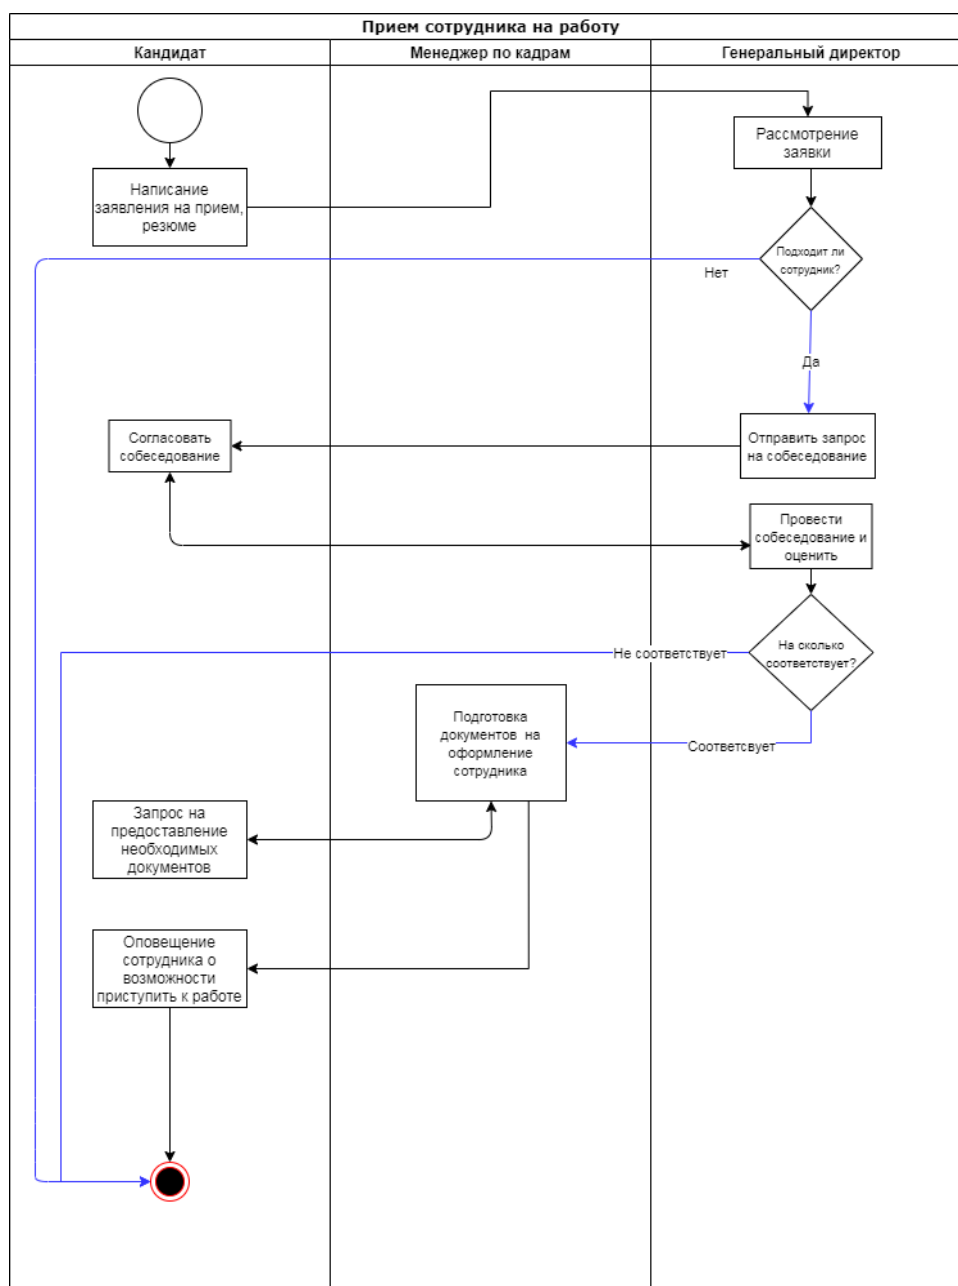 Прием сотрудника на работу
Кандидат
Менеджер по кадрам
Генеральный директор
Рассмотрение
заявки
Написание
заявления на прием,
резюме
Подходит ли
сотрудник?
Нет
Да
Согласовать
собеседование
Отправить запрос
на собеседование
Провести
собеседование и
оценить
На сколько
соответствует?
Не соответствует
Подготовка
документов на
оформление
сотрудника
Соответсвует
Запрос на
предоставление
необходимых
документов
Оповещение
сотрудника о
возможности
приступить к работе